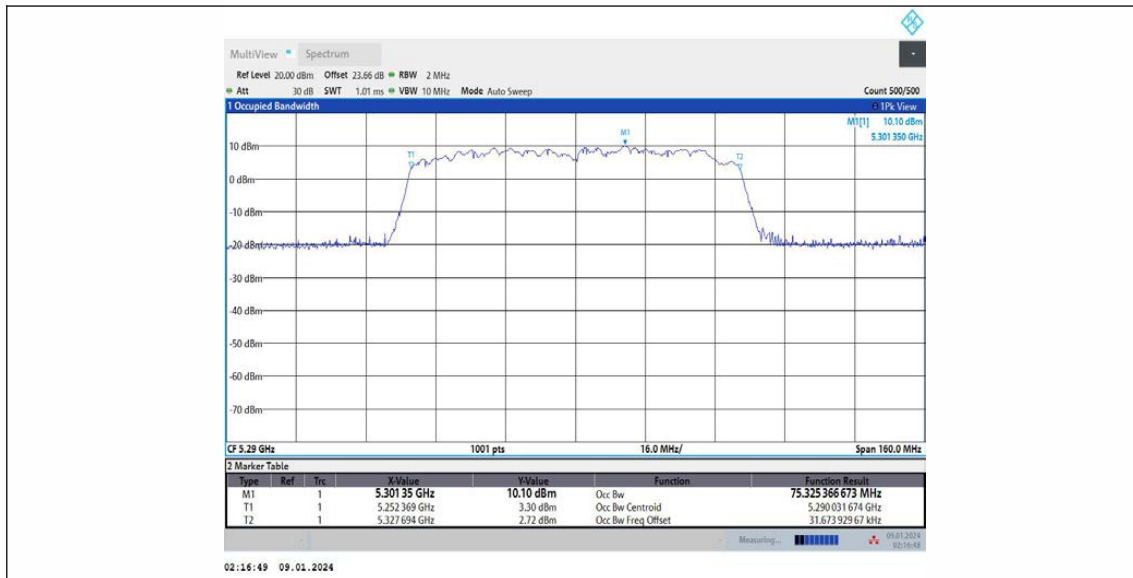 MultiView Spectrum
Ref Level 20.00 dBm Offset 23.66 dB RBW 2 MHz
Att 30 dB SWT 1.01 ms VBW 10 MHz Mode Auto Sweep Count 500/500
1 Occupied Bandwidth 1Pk View
M1[1] 10.10 dBm
5.301 350 GHz
M1
10 dBm
T1
T2
0 dBm
-10 dBm
-20 dBm
-30 dBm
-40 dBm
-50 dBm
-60 dBm
-70 dBm
CF 5.29 GHz 1001 pts 16.0 MHz/ Span 160.0 MHz
2 Marker Table
Type Ref Trc X-Value Y-Value Function Function Result
M1 1 5.301 35 GHz 10.10 dBm Occ Bw 75.325 366 673 MHz
T1 1 5.252 369 GHz 3.30 dBm Occ Bw Centroid 5.290 031 674 GHz
T2 1 5.327 694 GHz 2.72 dBm Occ Bw Freq Offset 31.673 929 67 kHz
Measuring... 09.01.2024
02:16:48
02:16:49 09.01.2024